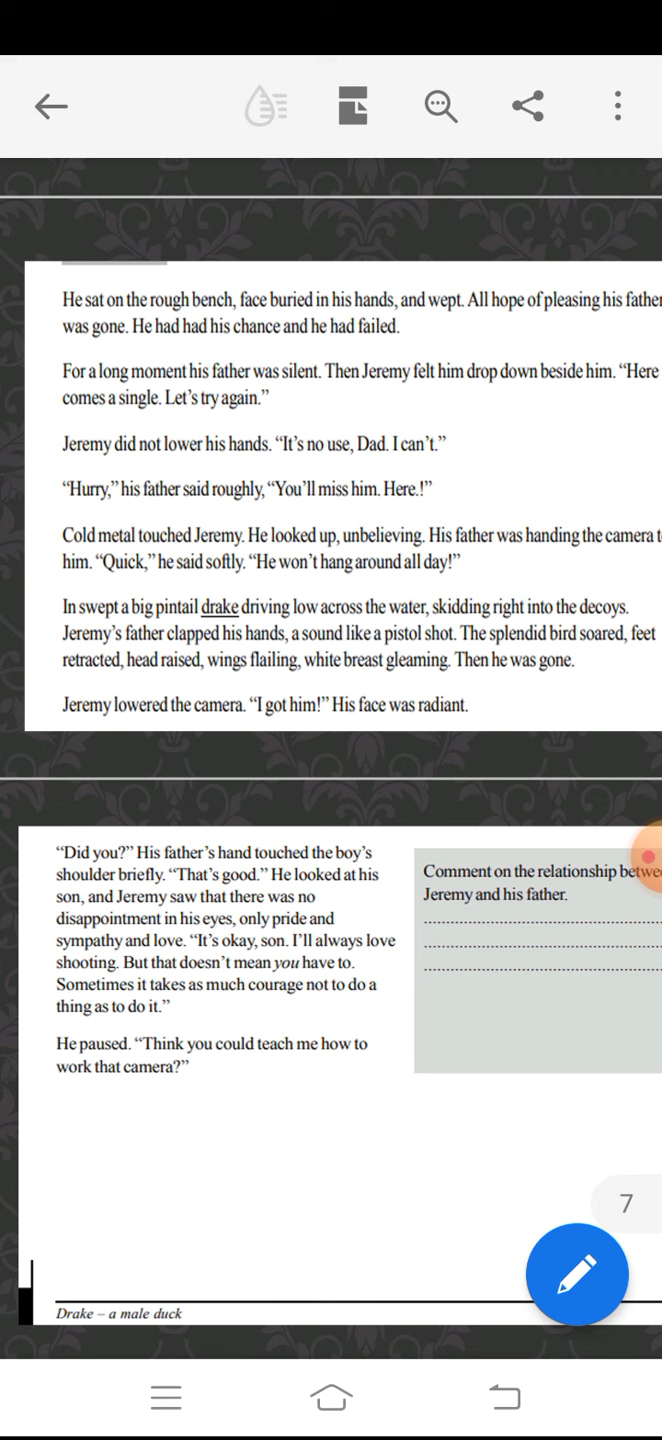 He sat on the rough bench, face buried in his hands, and wept. All hope of pleasing his father
was gone. He had had his chance and he had failed.
For a long moment his father was silent. Then Jeremy felt him drop down beside him. “Here
comes a single. Let’s try again.”
Jeremy did not lower his hands. “It’s no use, Dad. I can’t.”
“Hurry,” his father said roughly, “You’ll miss him. Here.!”
Cold metal touched Jeremy. He looked up, unbelieving. His father was handing the camera t
him. “Quick,” he said softly. “He won’t hang around all day!”
In swept a big pintail drake driving low across the water, skidding right into the decoys.
Jeremy’s father clapped his hands, a sound like a pistol shot. The splendid bird soared, feet
retracted, head raised, wings flailing, white breast gleaming. Then he was gone.
Jeremy lowered the camera. “I got him!” His face was radiant.
“Did you?” His father’s hand touched the boy’s
shoulder briefly. “That’s good.” He looked at his
son, and Jeremy saw that there was no
disappointment in his eyes, only pride and
sympathy and love. “It’s okay, son. I’ll always love
shooting. But that doesn’t mean you have to.
Sometimes it takes as much courage not to do a
thing as to do it.”
He paused. “Think you could teach me how to
work that camera?”
Comment on the relationship betwe
Jeremy and his father.
7
Drake – a male duck